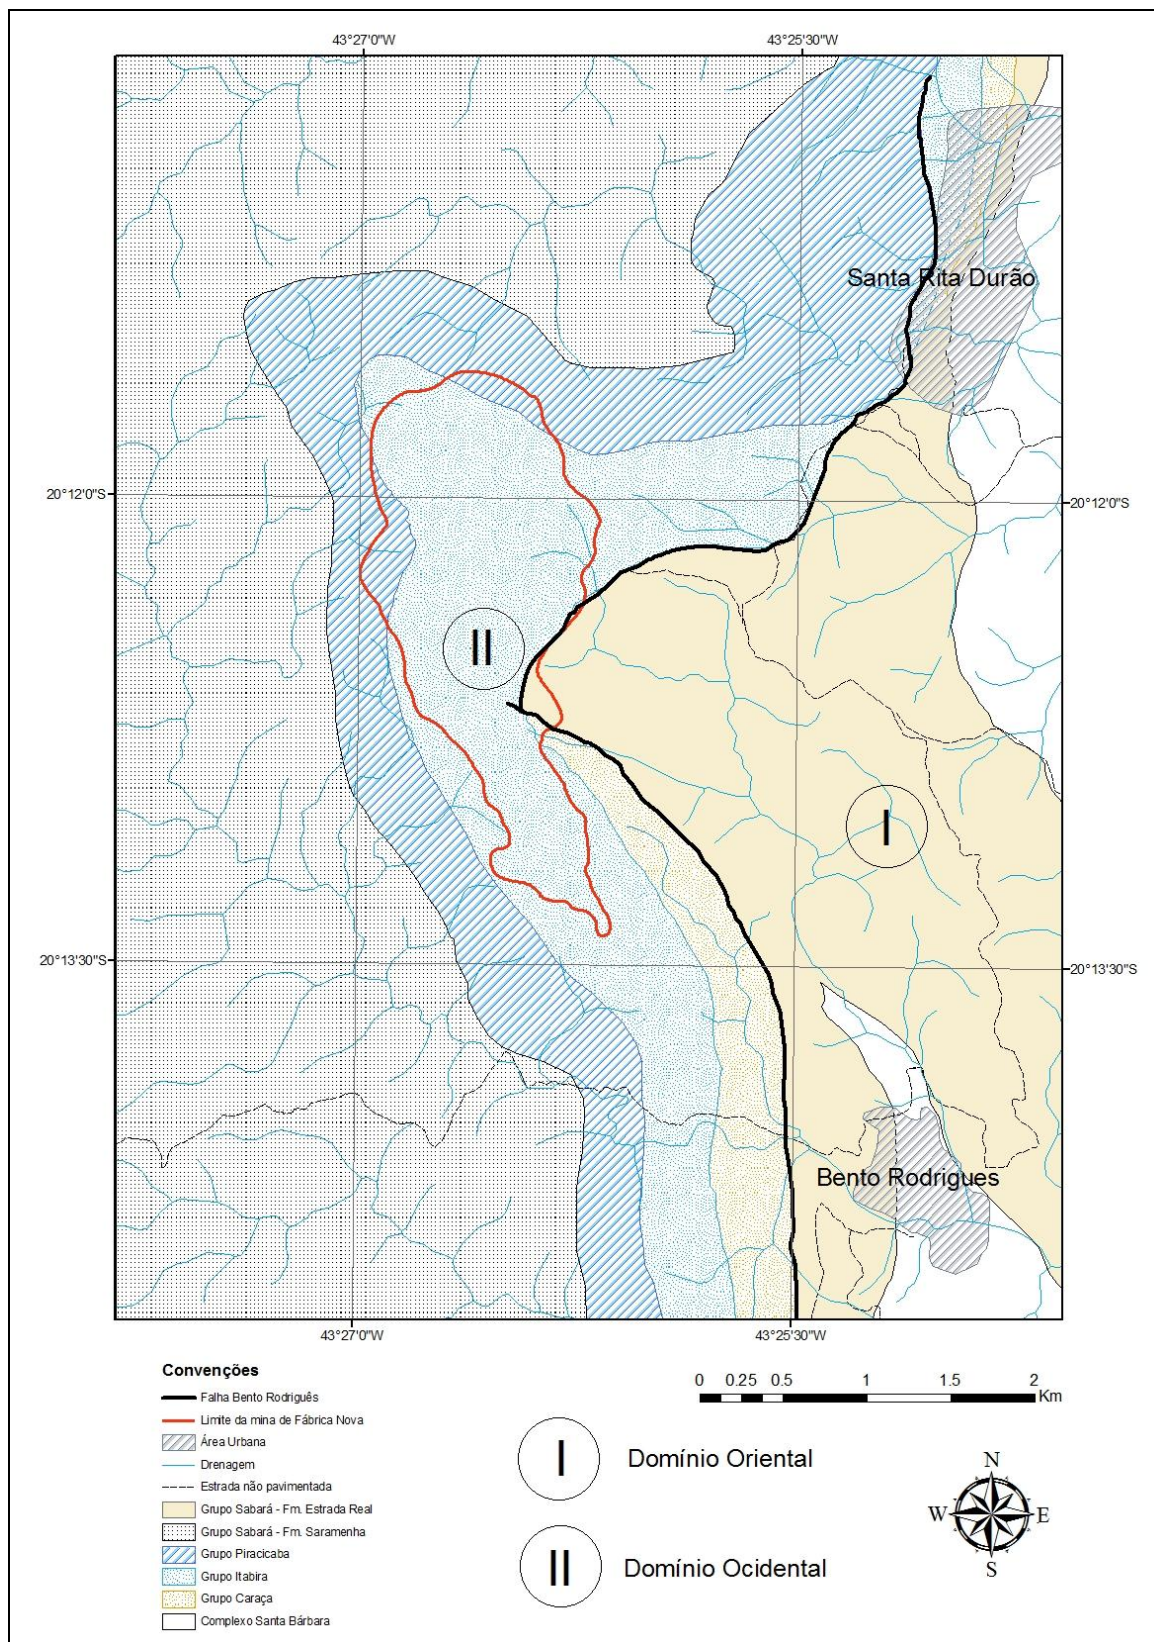 43°27'0"W
43°25'30"W
Santa Rita Durão
20°12'0"S
20°12'0"S
II
I
20°13'30"S
20°13'30"S
Bento Rodrigues
43°27'0"W
43°25'30"W
Convenções
Falha Bento Rodriguês
Limite da mina de Fábrica Nova
Área Urbana
Drenagem
Estrada não pavimentada
Grupo Sabará - Fm. Estrada Real
Grupo Sabará - Fm. Saramenha
Grupo Piracicaba
Grupo Itabira
Grupo Caraça
Complexo Santa Bárbara
0 0.25 0.5 1 1.5 2
Km
I Domínio Oriental
II Domínio Ocidental
N
W E
S